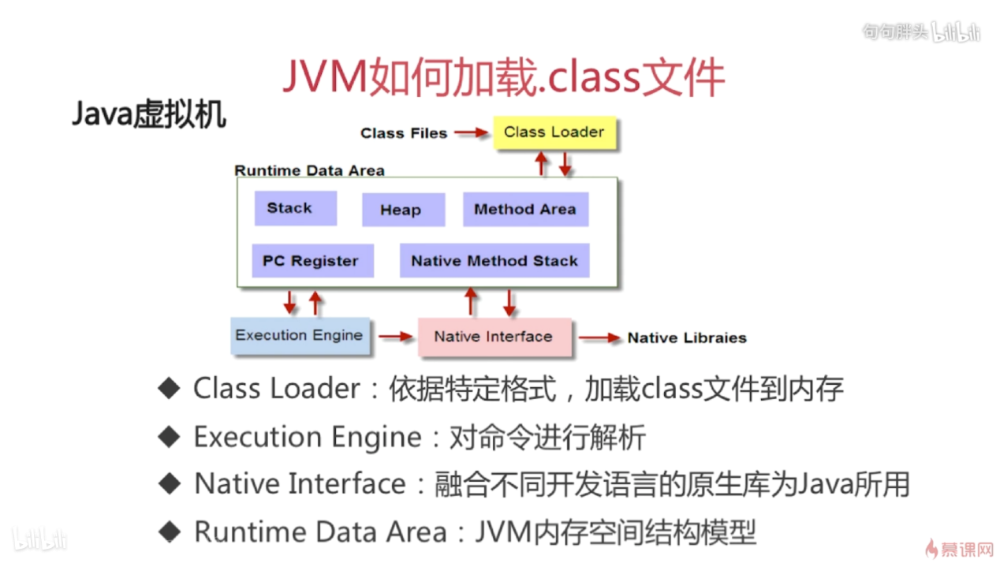 句句胖头 bilibili
JVM如何加载.class文件
Java虚拟机
Class Files
Class Loader
Runtime Data Area
Stack
Heap
Method Area
PC Register
Native Method Stack
Execution Engine
Native Interface
Native Libraies
◆ Class Loader：依据特定格式，加载class文件到内存
◆ Execution Engine：对命令进行解析
◆ Native Interface：融合不同开发语言的原生库为Java所用
◆ Runtime Data Area：JVM内存空间结构模型
bilibili
慕课网